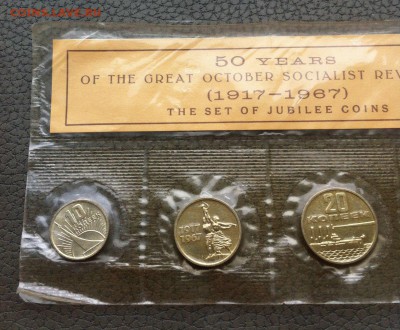 50 YEARS
OF THE GREAT OCTOBER SOCIALIST REV
(1917—1967)
THE SET OF JUBILEE COINS
10
1917
1967
20
КОПЕЕК